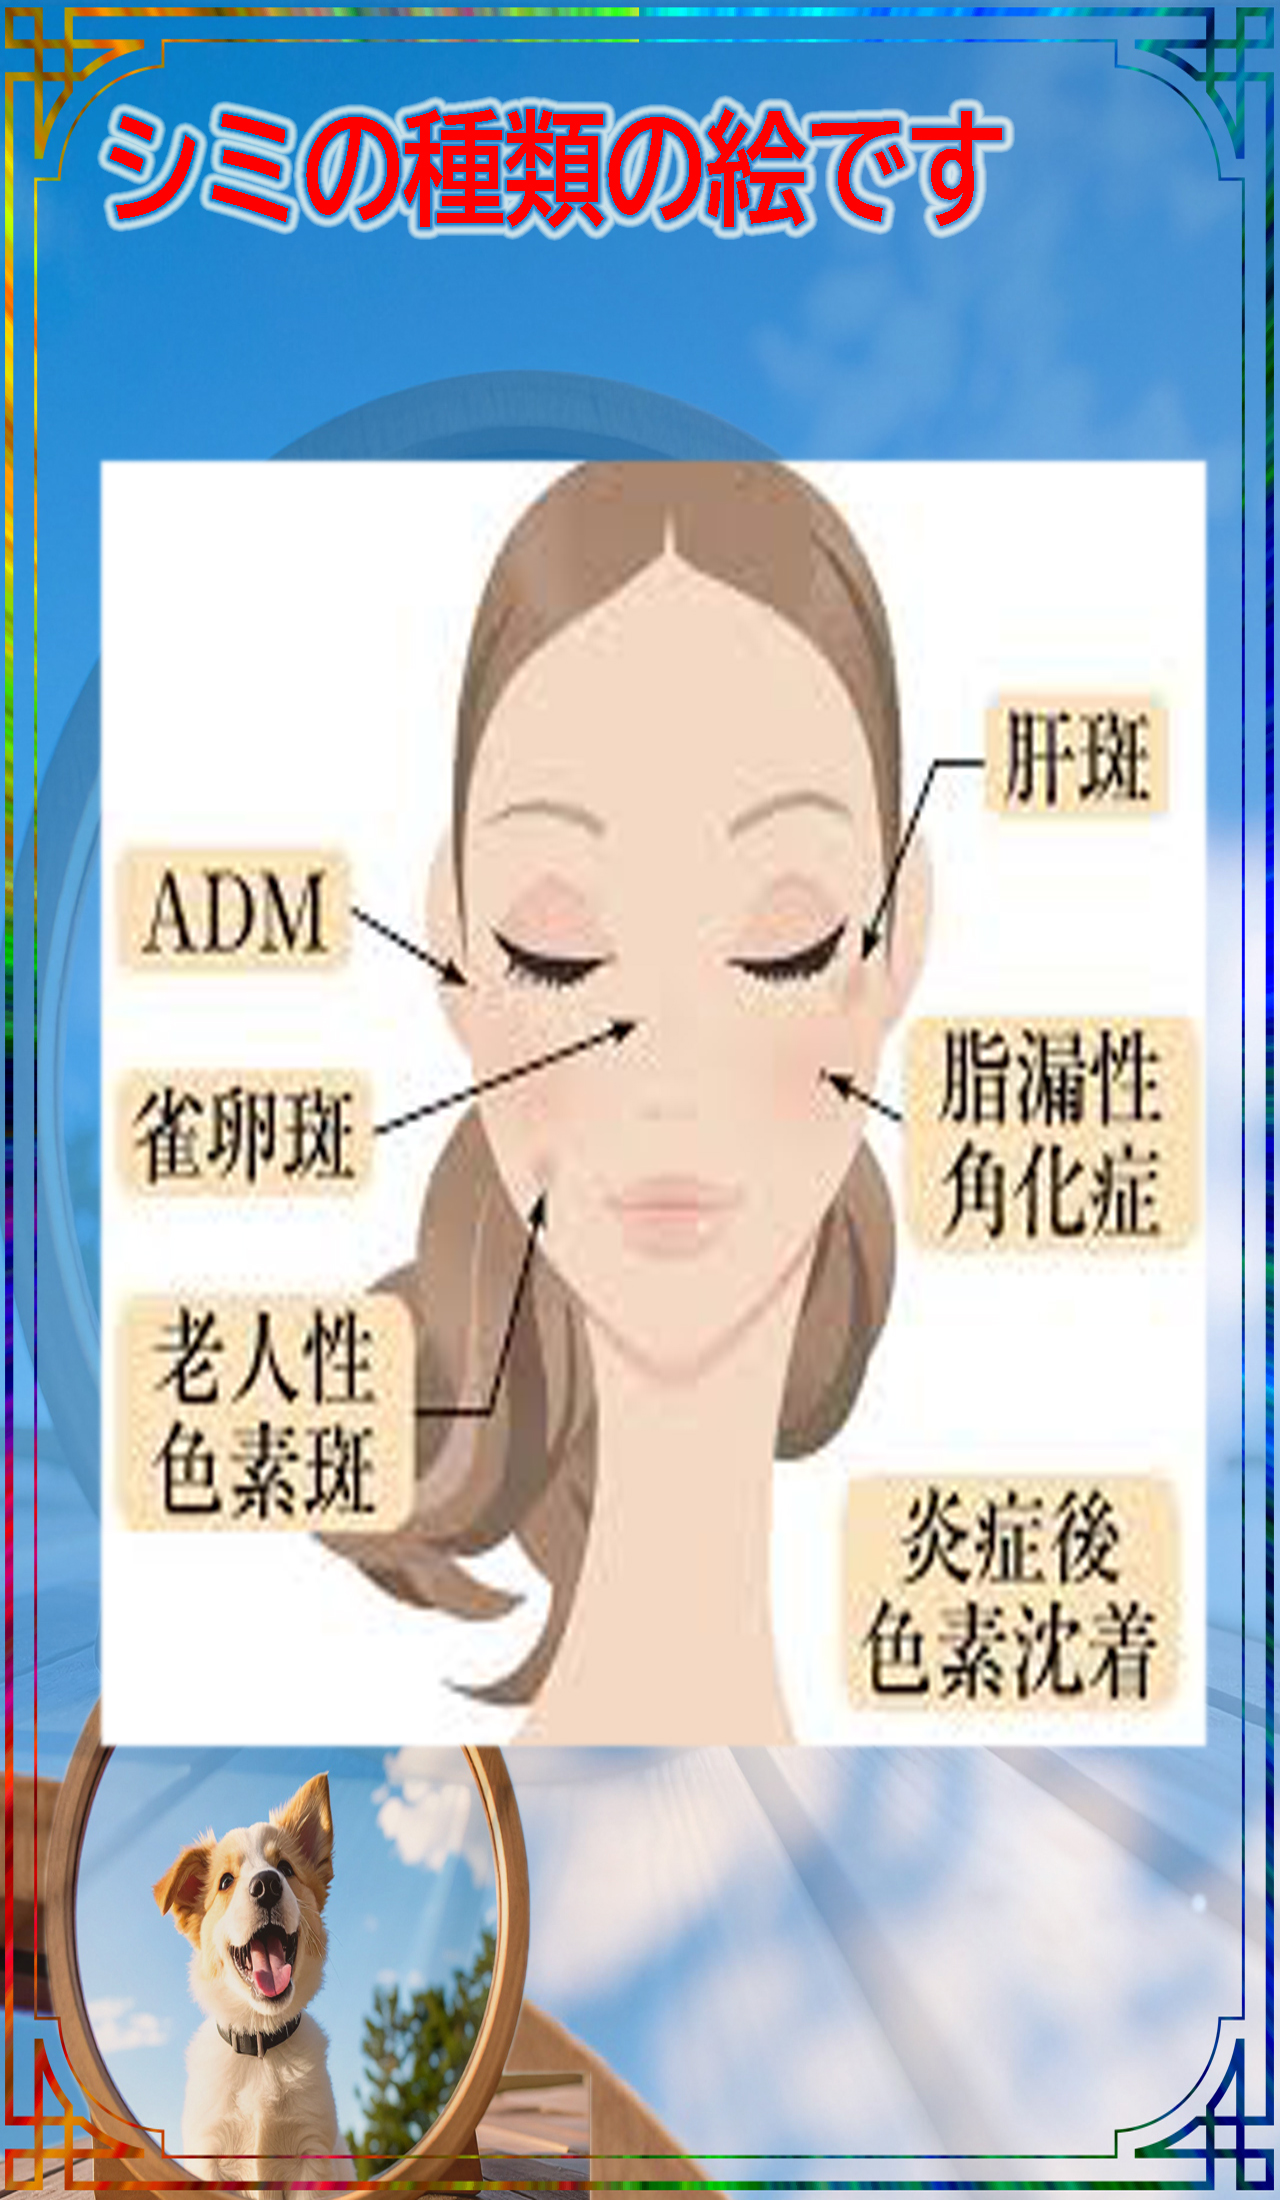 シミの種類の絵です
肝斑
ADM
脂漏性
角化症
雀卵斑
老人性
色素斑
炎症後
色素沈着